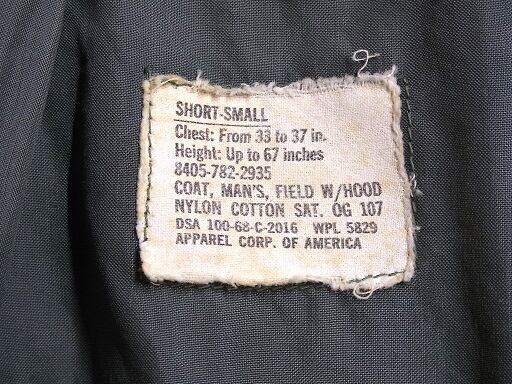 SHORT-SMALL
Chest: From 33 to 37 in.
Height: Up to 67 inches
8405-782-2935
COAT, MAN'S, FIELD W/HOOD
NYLON COTTON SAT. OG 107
DSA 100-68-C-2016 WPL 5829
APPAREL CORP. OF AMERICA